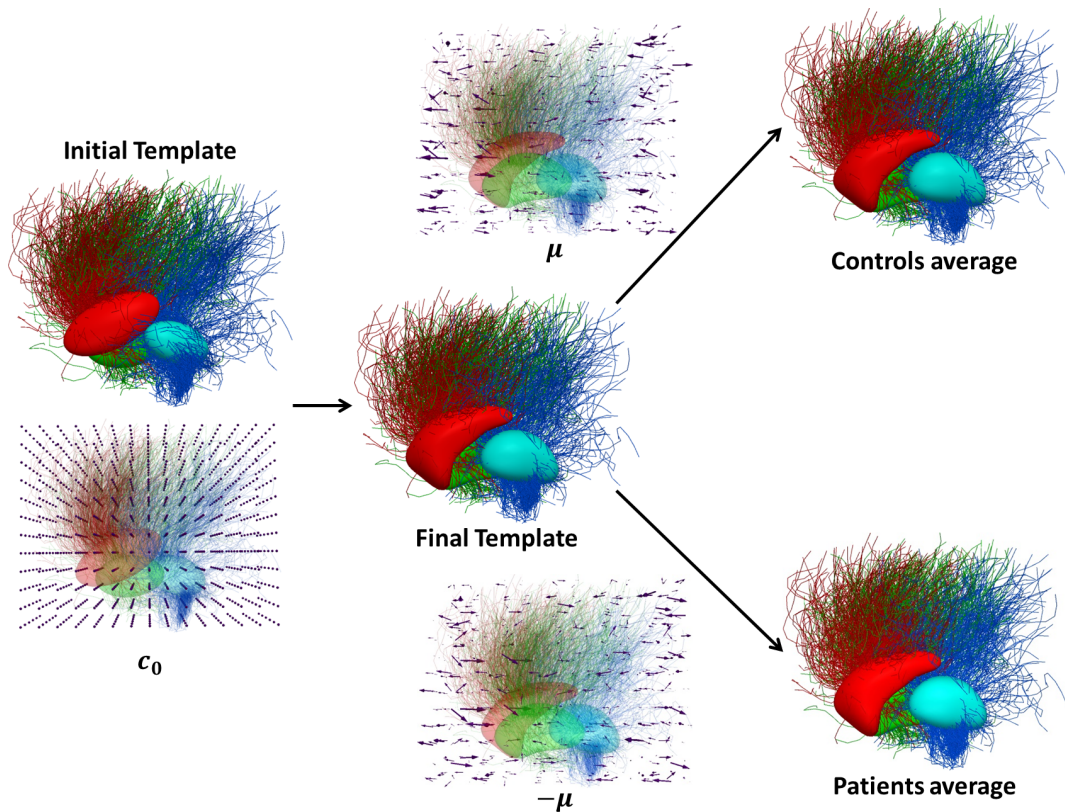 Initial Template
c₀
μ
Final Template
−μ
Controls average
Patients average